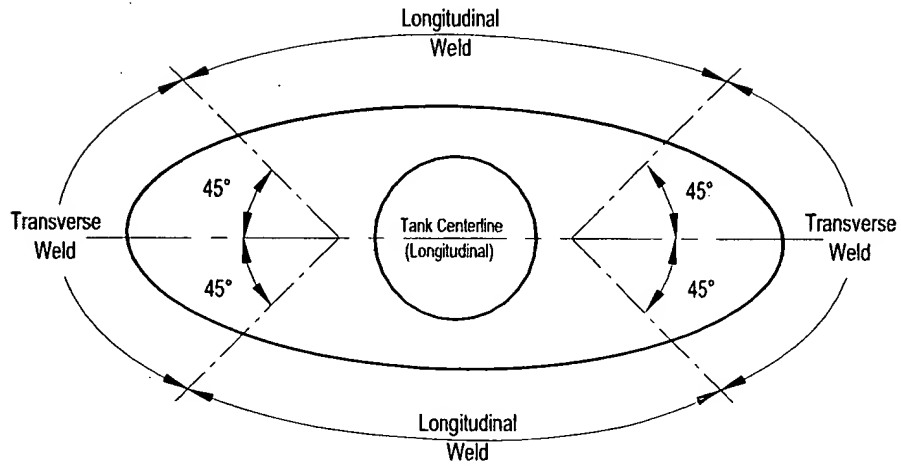 Longitudinal
Weld
45°
45°
Transverse
Weld
Tank Centerline
(Longitudinal)
Transverse
Weld
45°
45°
Longitudinal
Weld